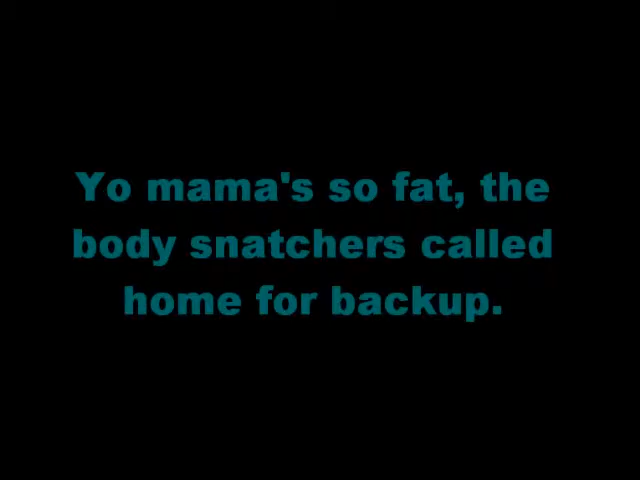 Yo mama's so fat, the
body snatchers called
home for backup.